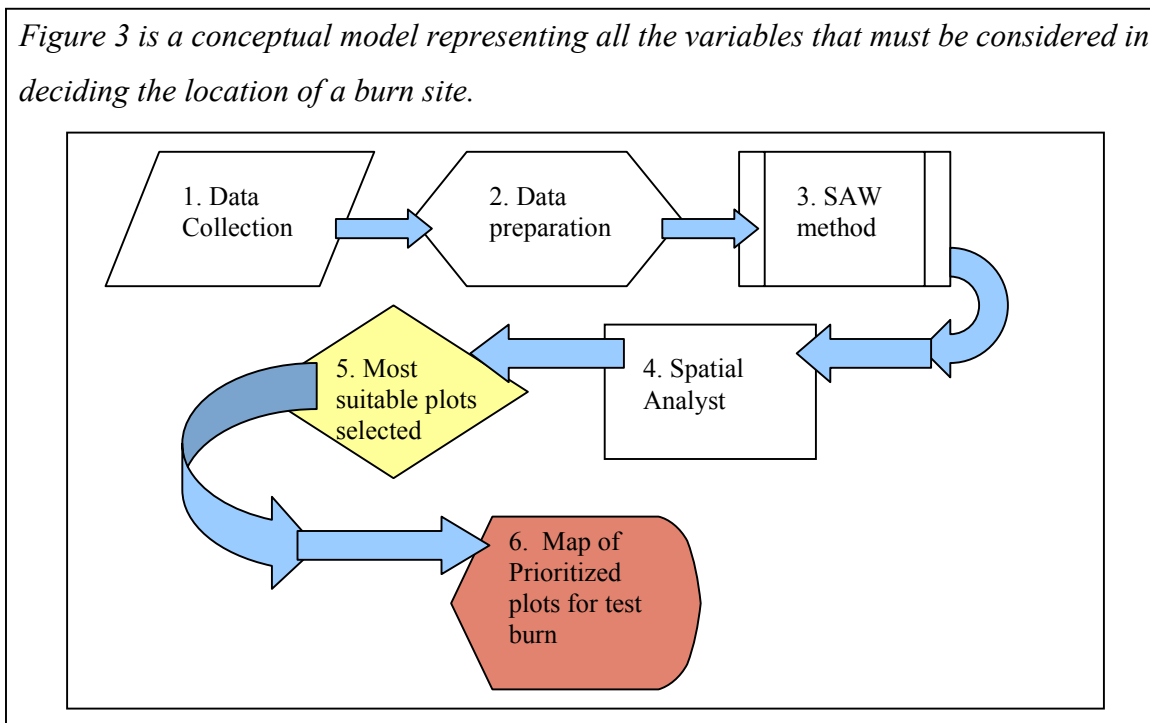 Figure 3 is a conceptual model representing all the variables that must be considered in
deciding the location of a burn site.
1. Data
Collection
2. Data
preparation
3. SAW
method
4. Spatial
Analyst
5. Most
suitable plots
selected
6. Map of
Prioritized
plots for test
burn